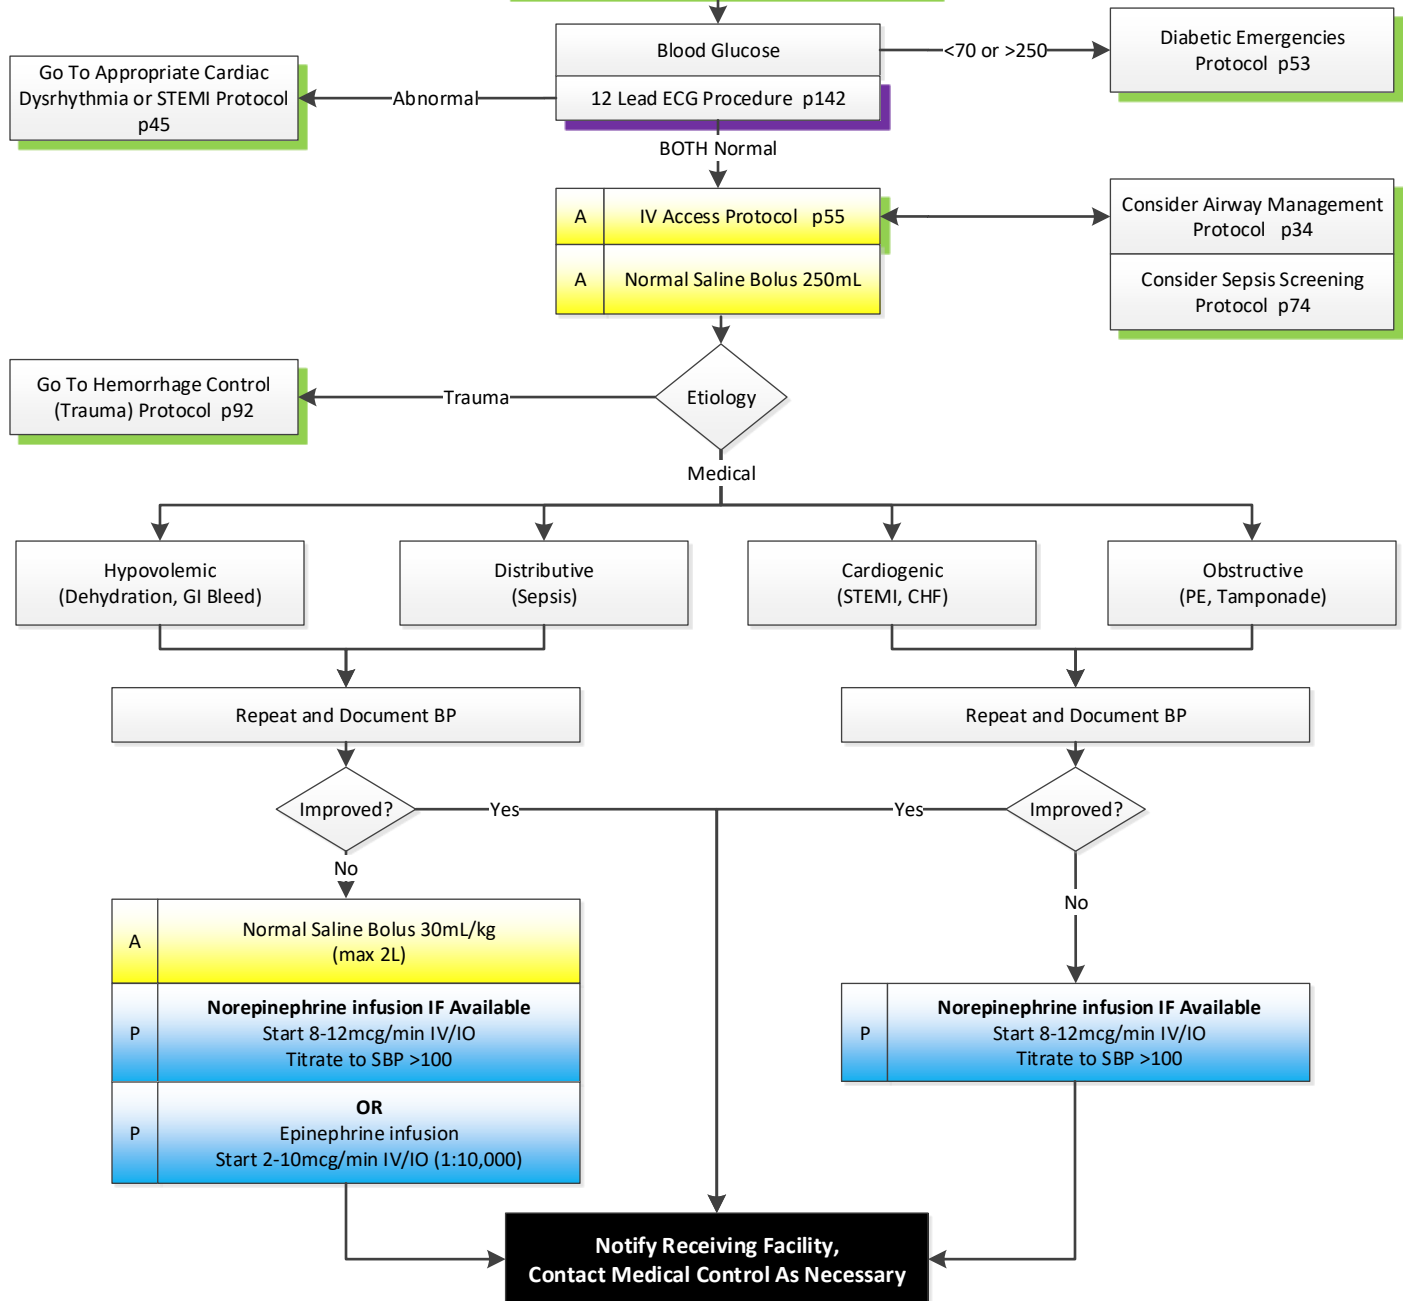 Blood Glucose
<70 or >250
Diabetic Emergencies
Protocol p53
Go To Appropriate Cardiac
Dysrhythmia or STEMI Protocol
p45
Abnormal
12 Lead ECG Procedure p142
BOTH Normal
A
IV Access Protocol p55
Consider Airway Management
Protocol p34
A
Normal Saline Bolus 250mL
Consider Sepsis Screening
Protocol p74
Go To Hemorrhage Control
(Trauma) Protocol p92
Trauma
Etiology
Medical
Hypovolemic
(Dehydration, GI Bleed)
Distributive
(Sepsis)
Cardiogenic
(STEMI, CHF)
Obstructive
(PE, Tamponade)
Repeat and Document BP
Repeat and Document BP
Improved?
Yes
Yes
Improved?
No
No
A
Normal Saline Bolus 30mL/kg
(max 2L)
P
Norepinephrine infusion IF Available
Start 8-12mcg/min IV/IO
Titrate to SBP >100
P
Norepinephrine infusion IF Available
Start 8-12mcg/min IV/IO
Titrate to SBP >100
P
OR
Epinephrine infusion
Start 2-10mcg/min IV/IO (1:10,000)
Notify Receiving Facility,
Contact Medical Control As Necessary